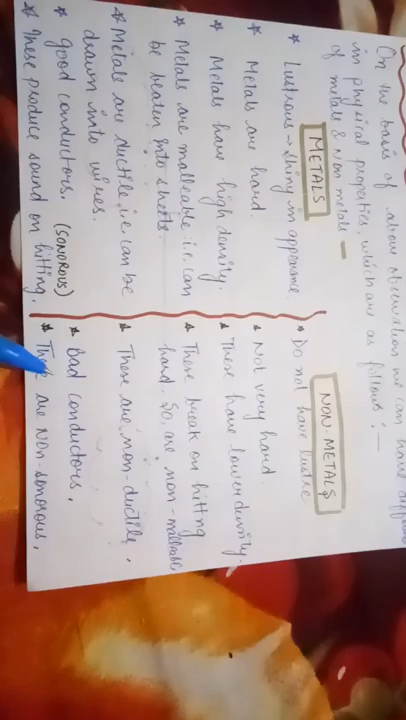 On the basis of above observation we can have differe
in physical properties, which are as follows :—
of metals & Non metals —
METALS
* Lustrous → shiny in appearance
* Metals are hard.
* Metals have high density.
* Metals are malleable i.e. can
be beaten into sheets.
* Metals are ductile i.e. can be
drawn into wires.
* Good conductors.
(SONOROUS)
* These produce sound on hitting.
NON-METALS
* Do not have lustre
* Not very hard.
* These have lower density.
* These break on hitting
hard. So, are non-malleable
* There are non-ductile.
* Bad conductors.
* are Non-sonorous.